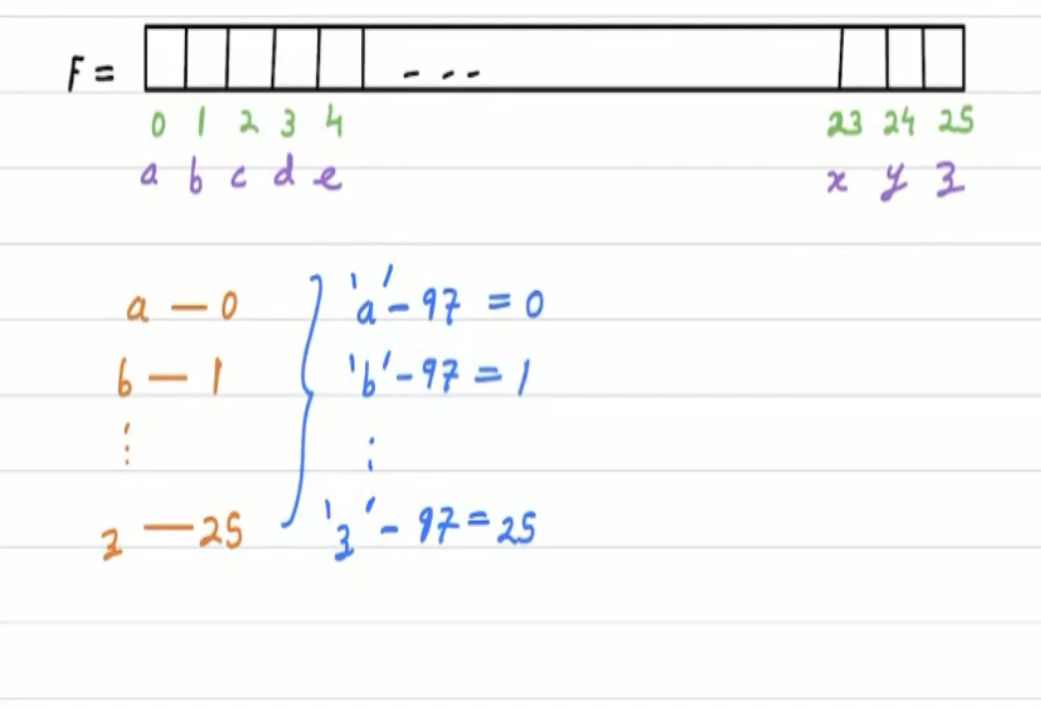 F = - - -
0 1 2 3 4 23 24 25
a b c d e x y z
a — 0 'a' - 97 = 0
b — 1 'b' - 97 = 1
⋮ ⋮
z — 25 'z' - 97 = 25